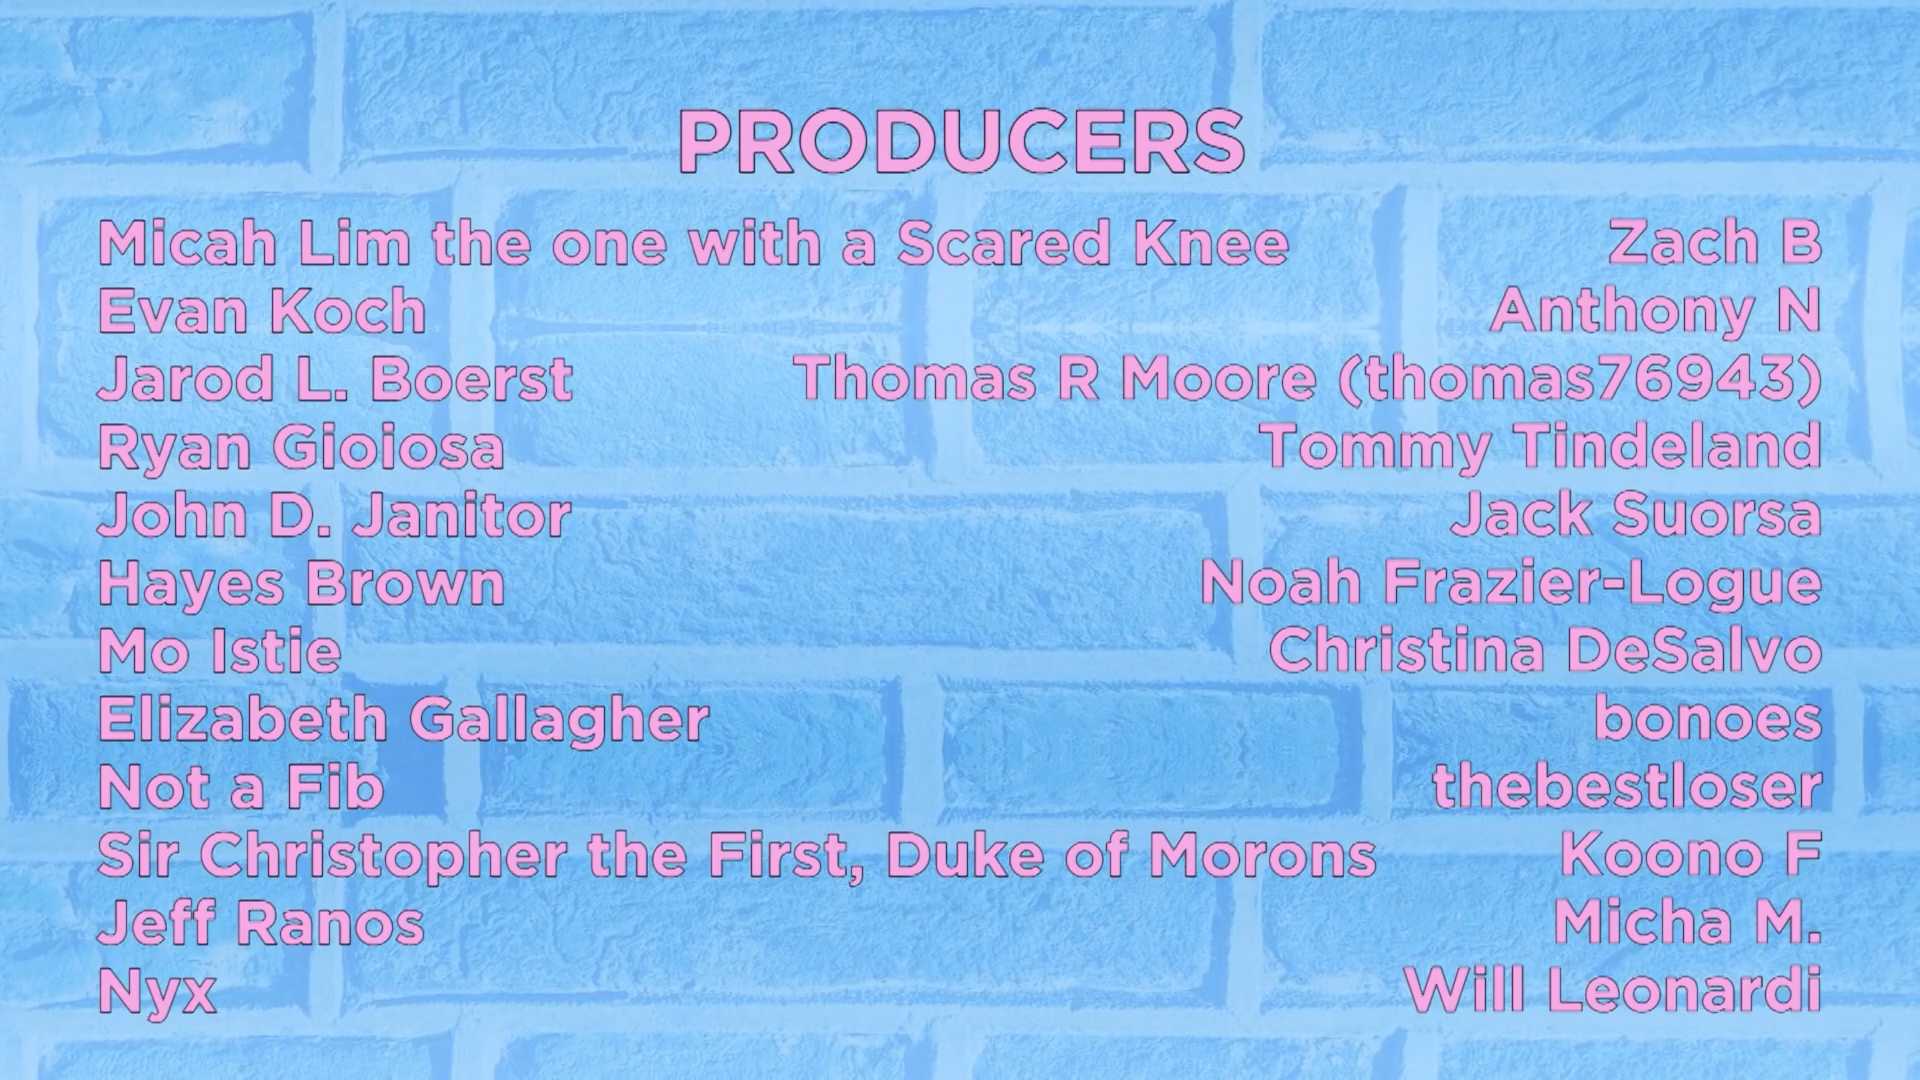 PRODUCERS
Micah Lim the one with a Scared Knee
Zach B
Evan Koch
Anthony N
Jarod L. Boerst
Thomas R Moore (thomas76943)
Ryan Gioiosa
Tommy Tindeland
John D. Janitor
Jack Suorsa
Hayes Brown
Noah Frazier-Logue
Mo Istie
Christina DeSalvo
Elizabeth Gallagher
bonoes
Not a Fib
thebestloser
Sir Christopher the First, Duke of Morons
Koono F
Jeff Ranos
Micha M.
Nyx
Will Leonardi